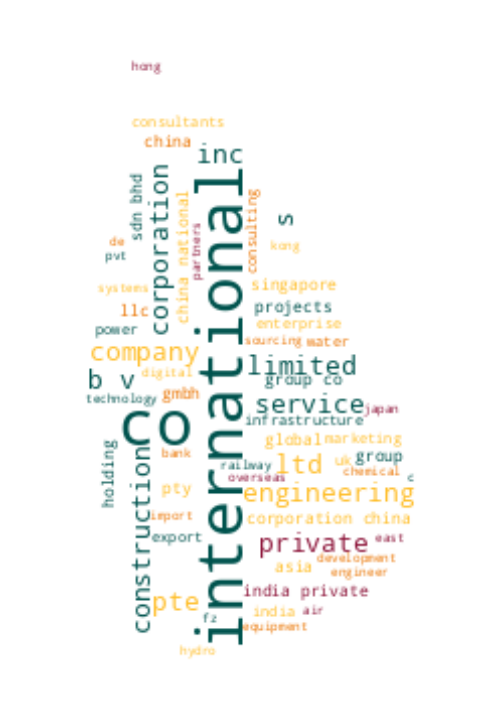 hong
consultants
china
inc
corporation
sdn bhd
china national
partners
international
consulting
s
de
pvt
kong
systems
singapore
llc
projects
power
enterprise
sourcing
water
company
limited
b v
digital
group co
technology
gmbh
service
japan
co
infrastructure
global
marketing
holding
construction
bank
railway
ltd
uk
group
chemical
overseas
c
pty
engineering
import
corporation china
export
private
east
development
asia
engineer
india private
pte
india
air
fz
equipment
hydro